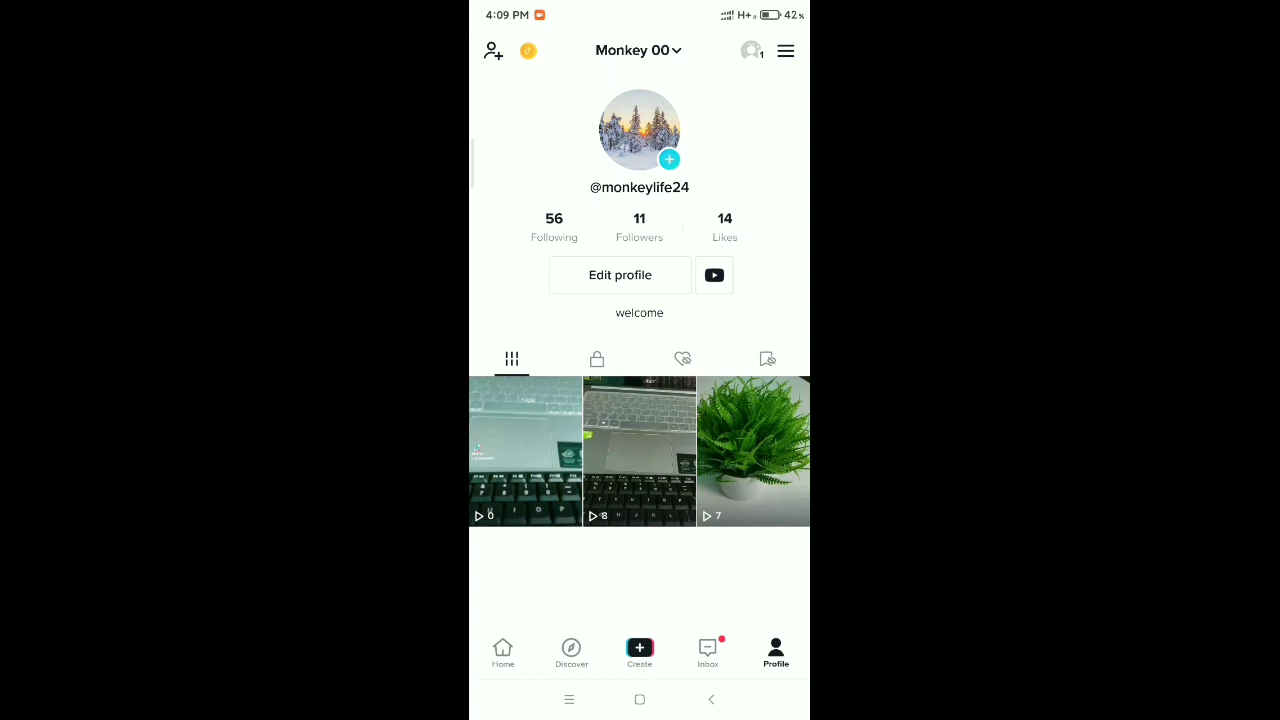 4:09 PM H+ 42%
Monkey 00
1
@monkeylife24
56 11 14
Following Followers Likes
Edit profile
welcome
0 8 7
Home Discover Create Inbox Profile